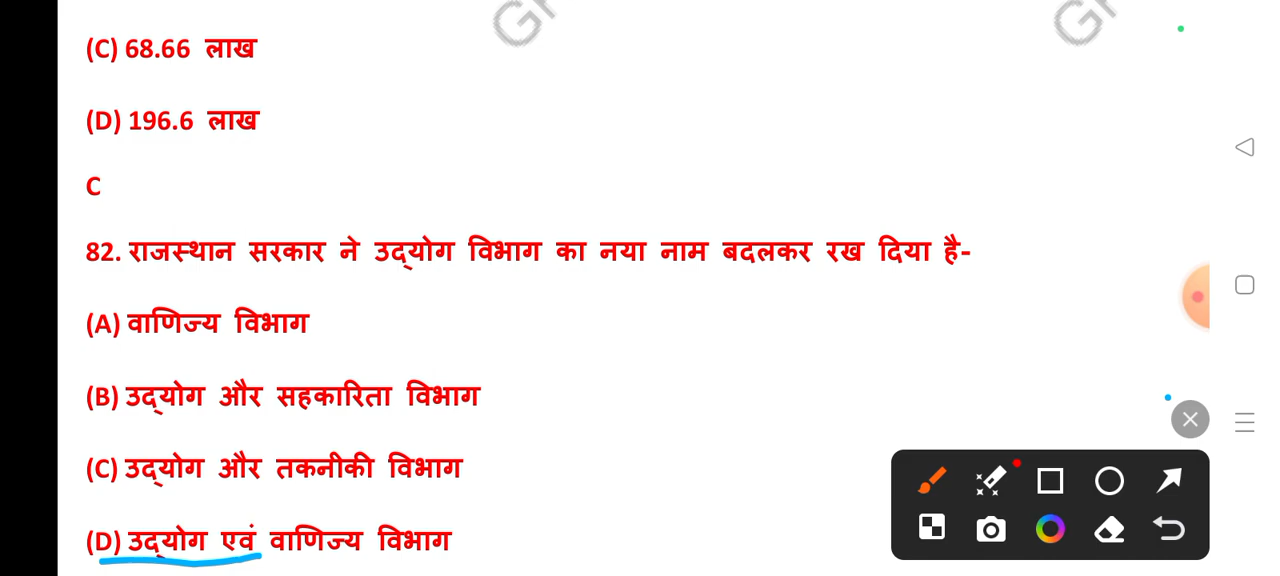 (C) 68.66 लाख
(D) 196.6 लाख
C
82. राजस्थान सरकार ने उद्योग विभाग का नया नाम बदलकर रख दिया है-
(A) वाणिज्य विभाग
(B) उद्योग और सहकारिता विभाग
(C) उद्योग और तकनीकी विभाग
(D) उद्योग एवं वाणिज्य विभाग